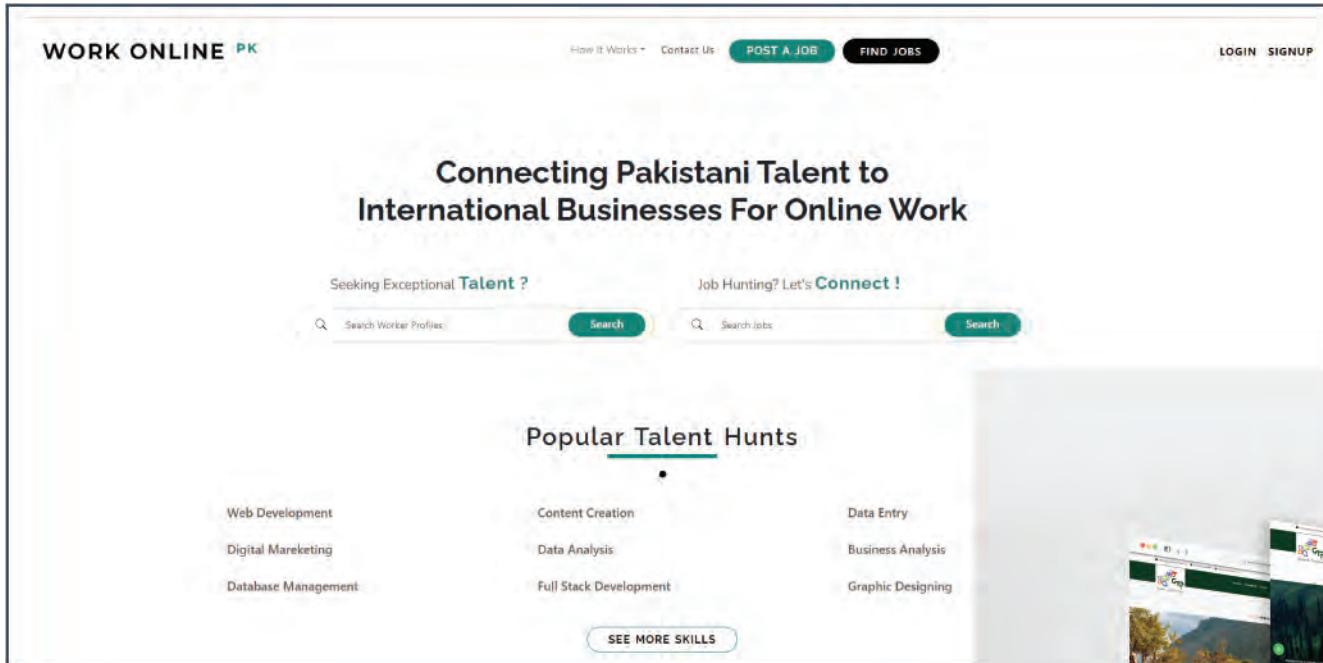 WORK ONLINE PK
How It Works Contact Us POST A JOB FIND JOBS
LOGIN SIGNUP
Connecting Pakistani Talent to
International Businesses For Online Work
Seeking Exceptional Talent ?
Search Worker Profiles
Search
Job Hunting? Let's Connect !
Search Jobs
Search
Popular Talent Hunts
Web Development
Content Creation
Data Entry
Digital Mareketing
Data Analysis
Business Analysis
Database Management
Full Stack Development
Graphic Designing
SEE MORE SKILLS